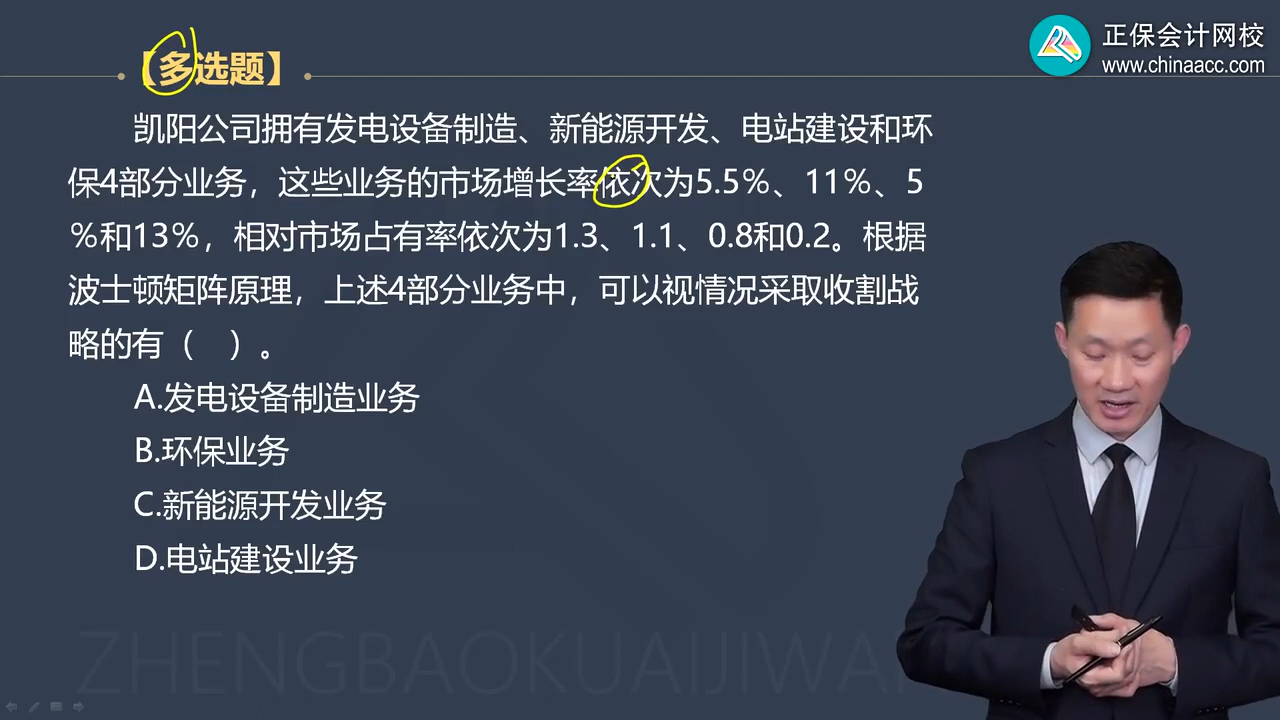 正保会计网校
www.chinaacc.com
【多选题】
凯阳公司拥有发电设备制造、新能源开发、电站建设和环
保4部分业务，这些业务的市场增长率依次为5.5%、11%、5
%和13%，相对市场占有率依次为1.3、1.1、0.8和0.2。根据
波士顿矩阵原理，上述4部分业务中，可以视情况采取收割战
略的有（　）。
A.发电设备制造业务
B.环保业务
C.新能源开发业务
D.电站建设业务
ZHENGBAOKUAIJIWA